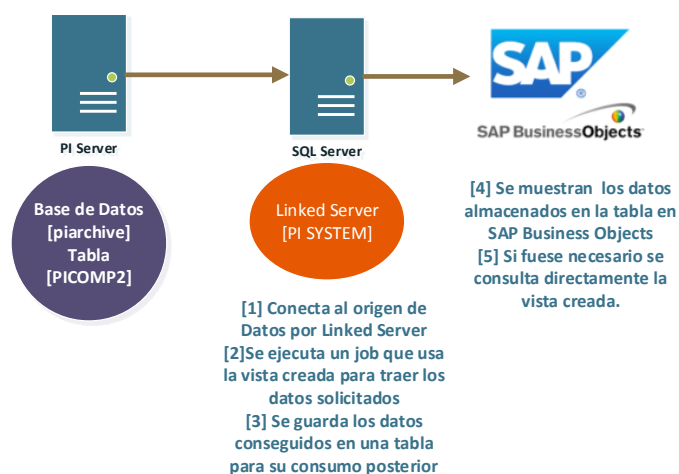 SAP
®
SAP BusinessObjects
PI Server
SQL Server
Base de Datos
[piarchive]
Tabla
[PICOMP2]
Linked Server
[PI SYSTEM]
[1] Conecta al origen de
Datos por Linked Server
[2]Se ejecuta un job que usa
la vista creada para traer los
datos solicitados
[3] Se guarda los datos
conseguidos en una tabla
para su consumo posterior
[4] Se muestran los datos
almacenados en la tabla en
SAP Business Objects
[5] Si fuese necesario se
consulta directamente la
vista creada.